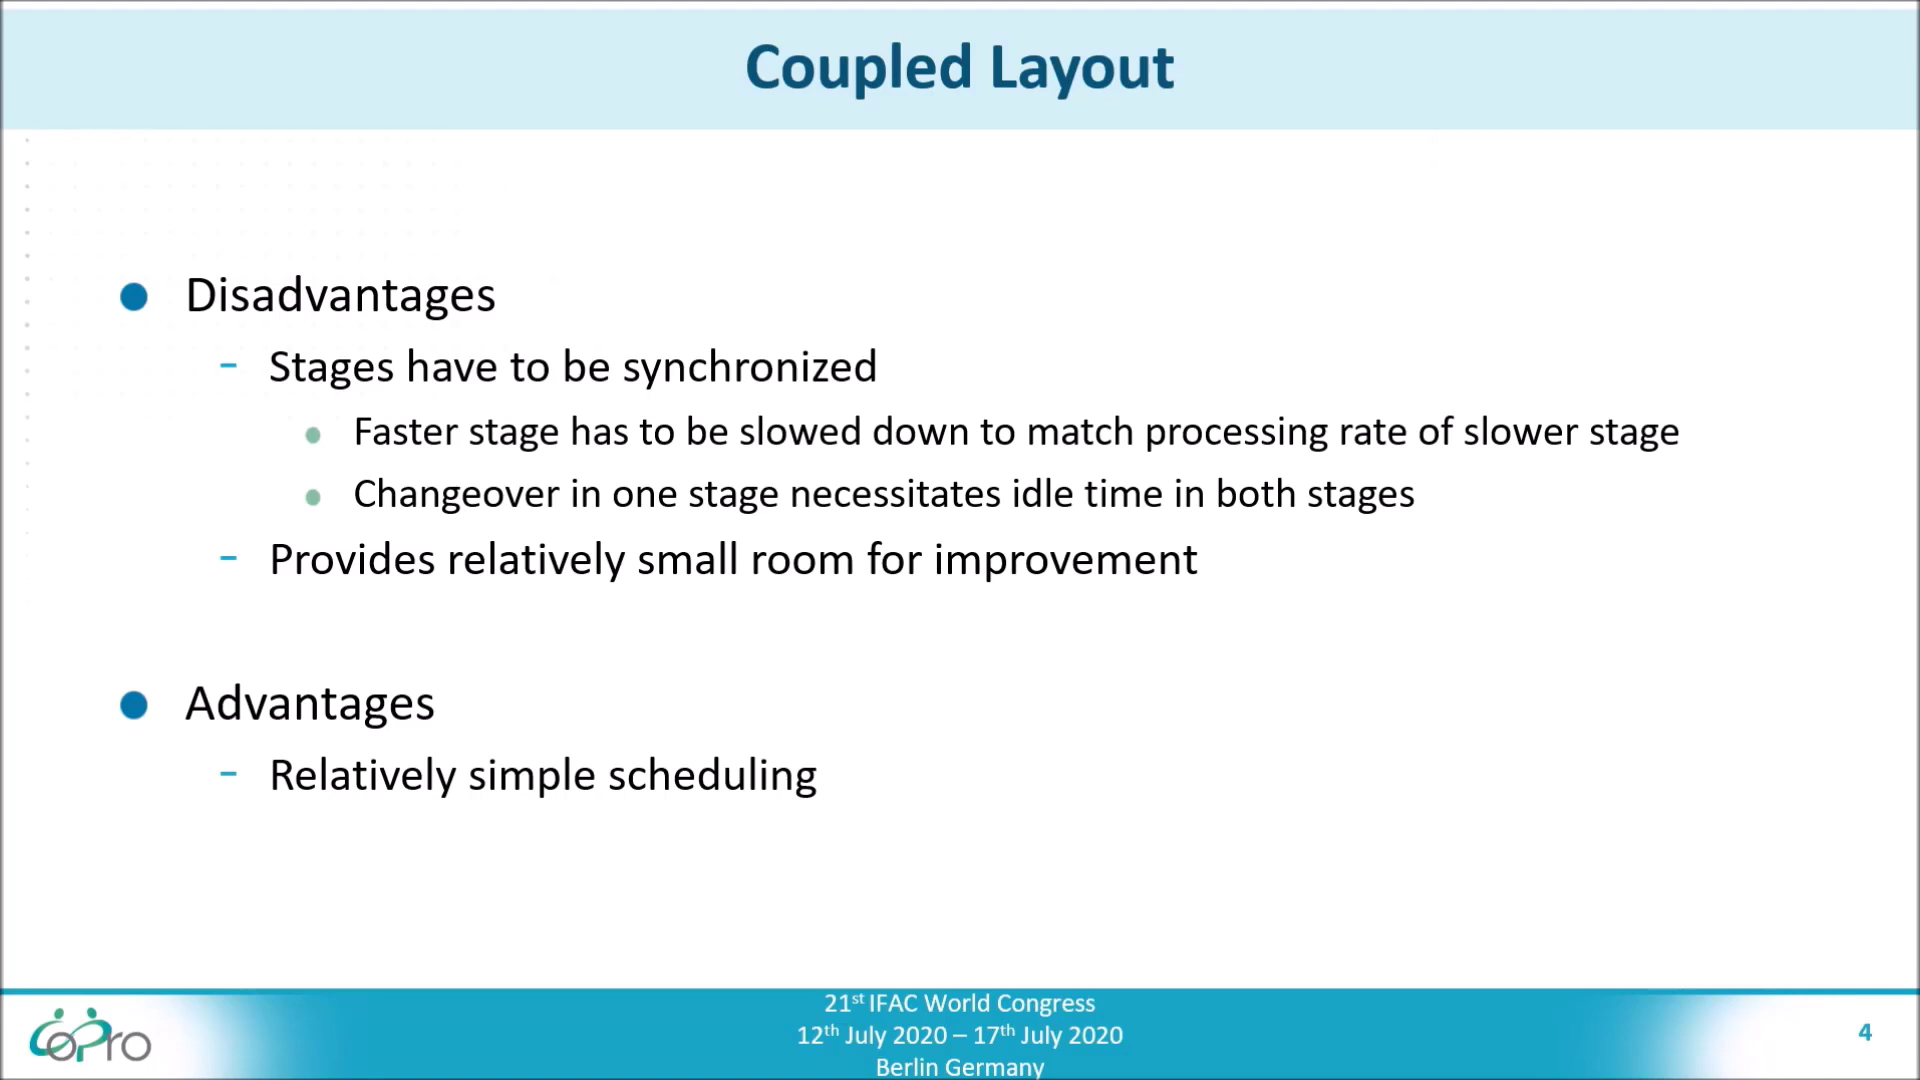 Coupled Layout
Disadvantages
- Stages have to be synchronized
Faster stage has to be slowed down to match processing rate of slower stage
Changeover in one stage necessitates idle time in both stages
- Provides relatively small room for improvement
Advantages
- Relatively simple scheduling
21st IFAC World Congress
12th July 2020 – 17th July 2020
Berlin Germany
CoPro
4